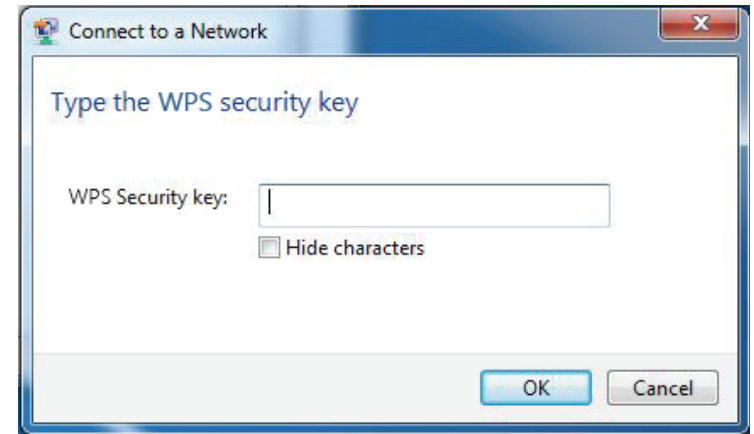 Connect to a Network
Type the WPS security key
WPS Security key:
Hide characters
OK Cancel